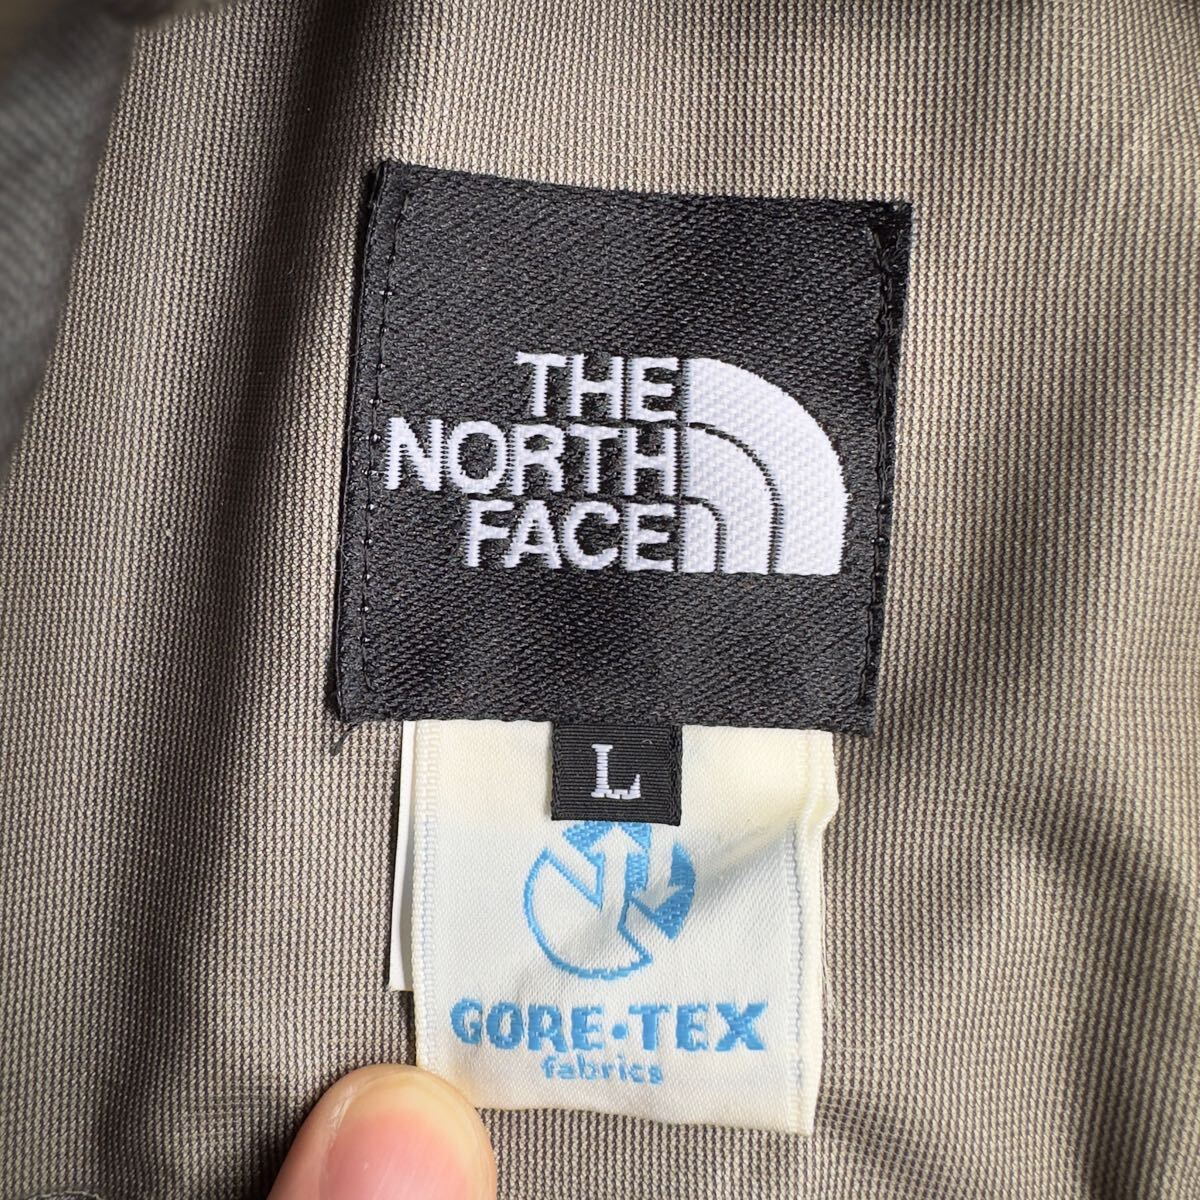 THE
NORTH
FACE
L
GORE-TEX
fabrics